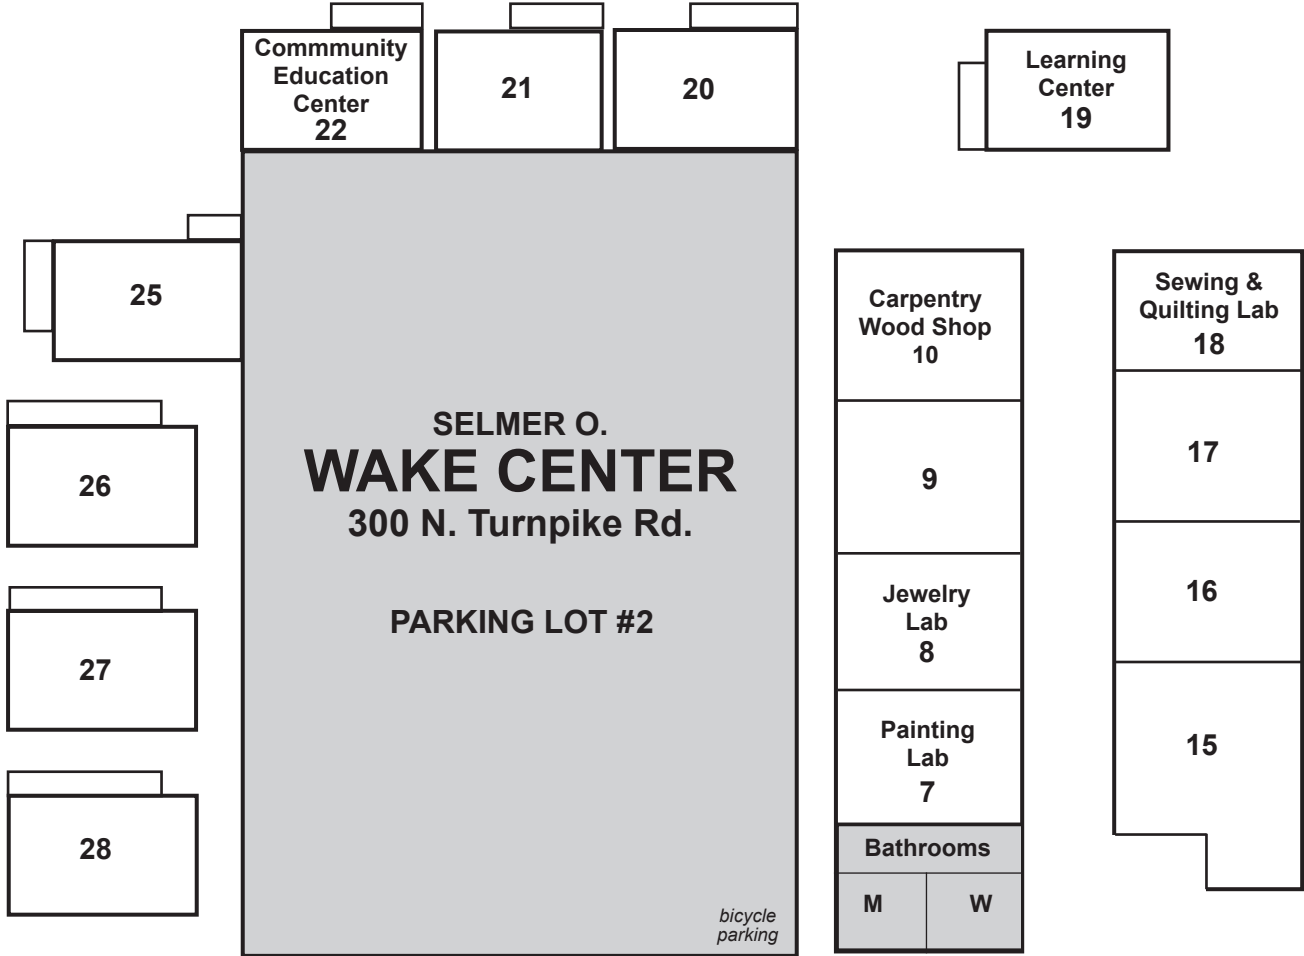 Commmunity
Education
Center
22
21
20
Learning
Center
19
25
26
27
28
SELMER O.
WAKE CENTER
300 N. Turnpike Rd.
PARKING LOT #2
bicycle
parking
Carpentry
Wood Shop
10
9
Jewelry
Lab
8
Painting
Lab
7
Bathrooms
M W
Sewing &
Quilting Lab
18
17
16
15